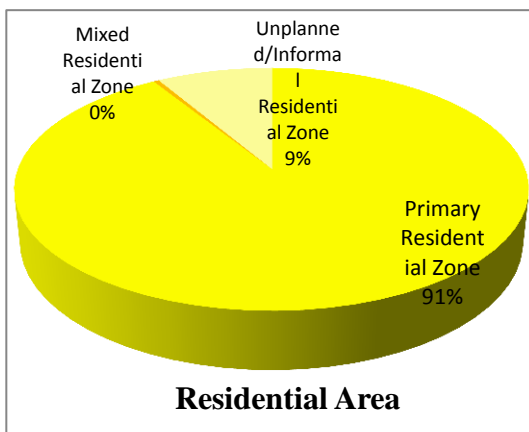 Mixed
Residenti
al Zone
0%
Unplanne
d/Informa
l
Residenti
al Zone
9%
Primary
Resident
ial Zone
91%
Residential Area